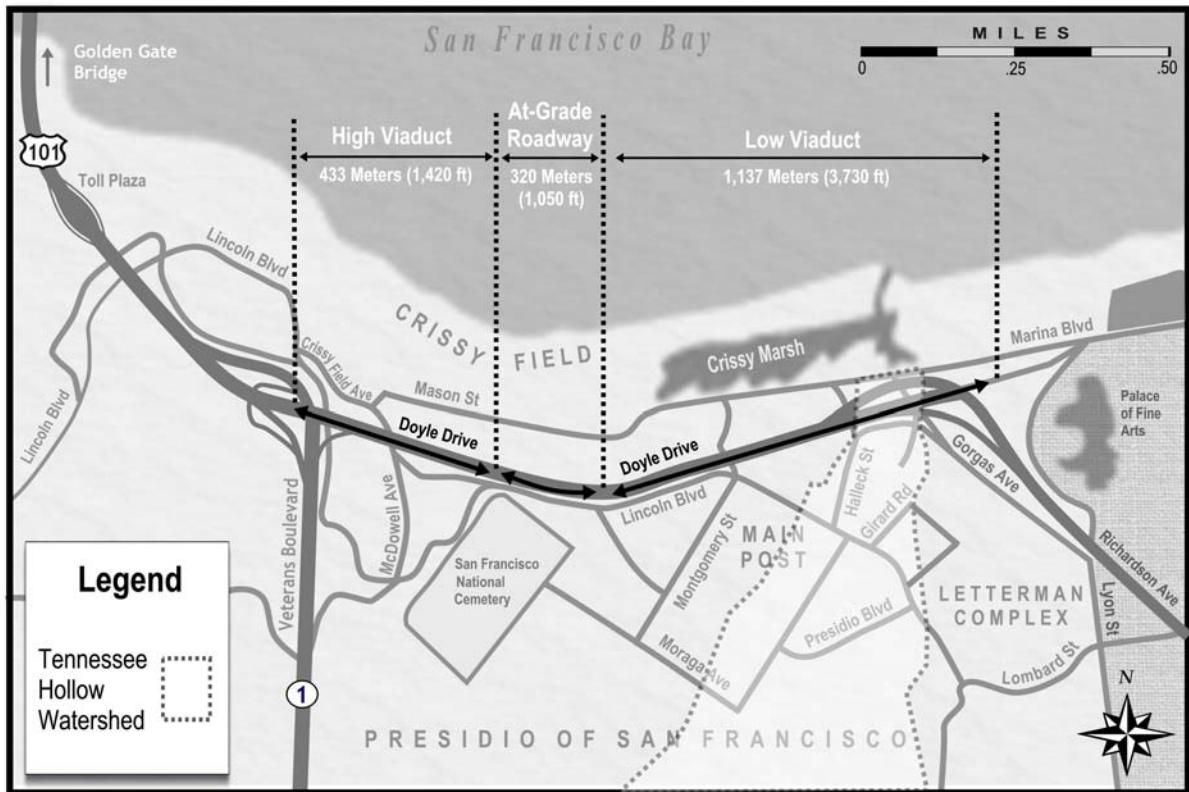 San Francisco Bay
MILES
0 .25 .50
Golden Gate
Bridge
101
Toll Plaza
High Viaduct
433 Meters (1,420 ft)
At-Grade
Roadway
320 Meters
(1,050 ft)
Low Viaduct
1,137 Meters (3,730 ft)
Lincoln Blvd
Lincoln Blvd
Crissy Field Ave
CRISSY
FIELD
Mason St
Crissy Marsh
Marina Blvd
Palace
of Fine
Arts
Doyle Drive
Doyle Drive
Lincoln Blvd
McDowell Ave
Veterans Boulevard
San Francisco
National
Cemetery
Montgomery St
MAIN
POST
Halleck St
Girard Rd
Gorgas Ave
Richardson Ave
Lyon St
LETTERMAN
COMPLEX
Presidio Blvd
Moraga Ave
Lombard St
PRESIDIO OF SAN FRANCISCO
1
N
Legend
Tennessee
Hollow
Watershed